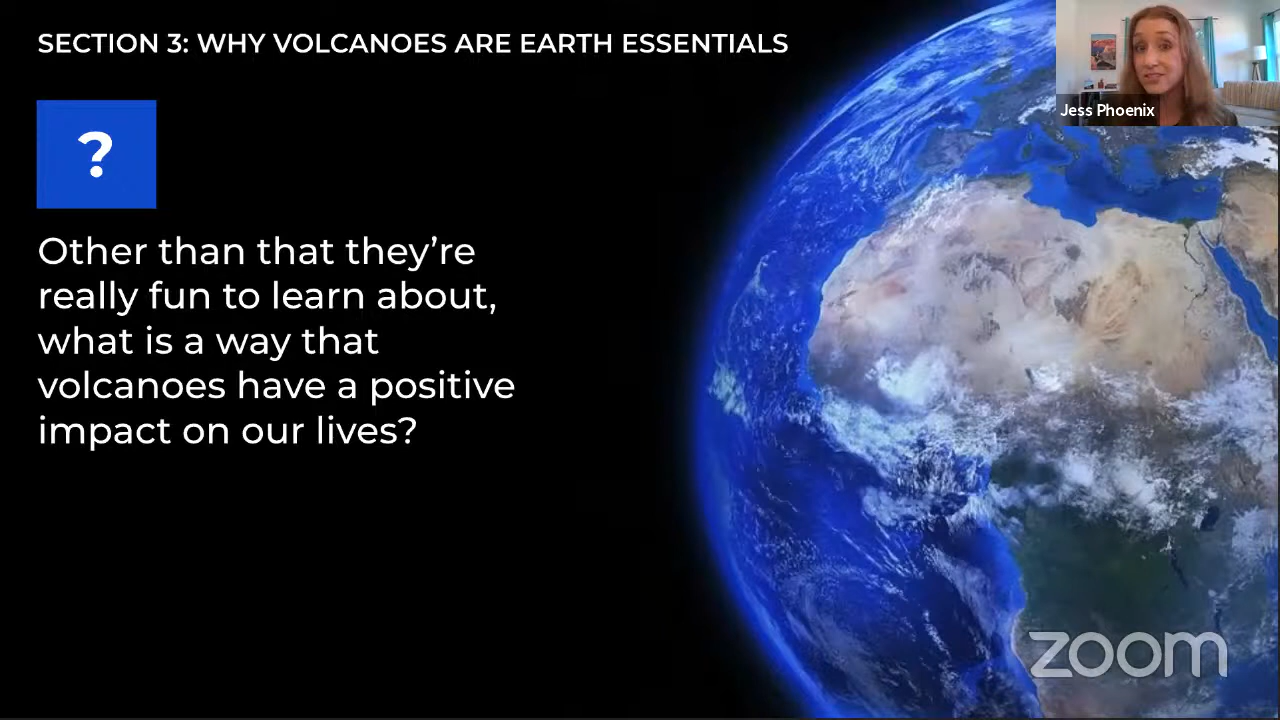 SECTION 3: WHY VOLCANOES ARE EARTH ESSENTIALS
Jess Phoenix
?
Other than that they’re
really fun to learn about,
what is a way that
volcanoes have a positive
impact on our lives?
zoom